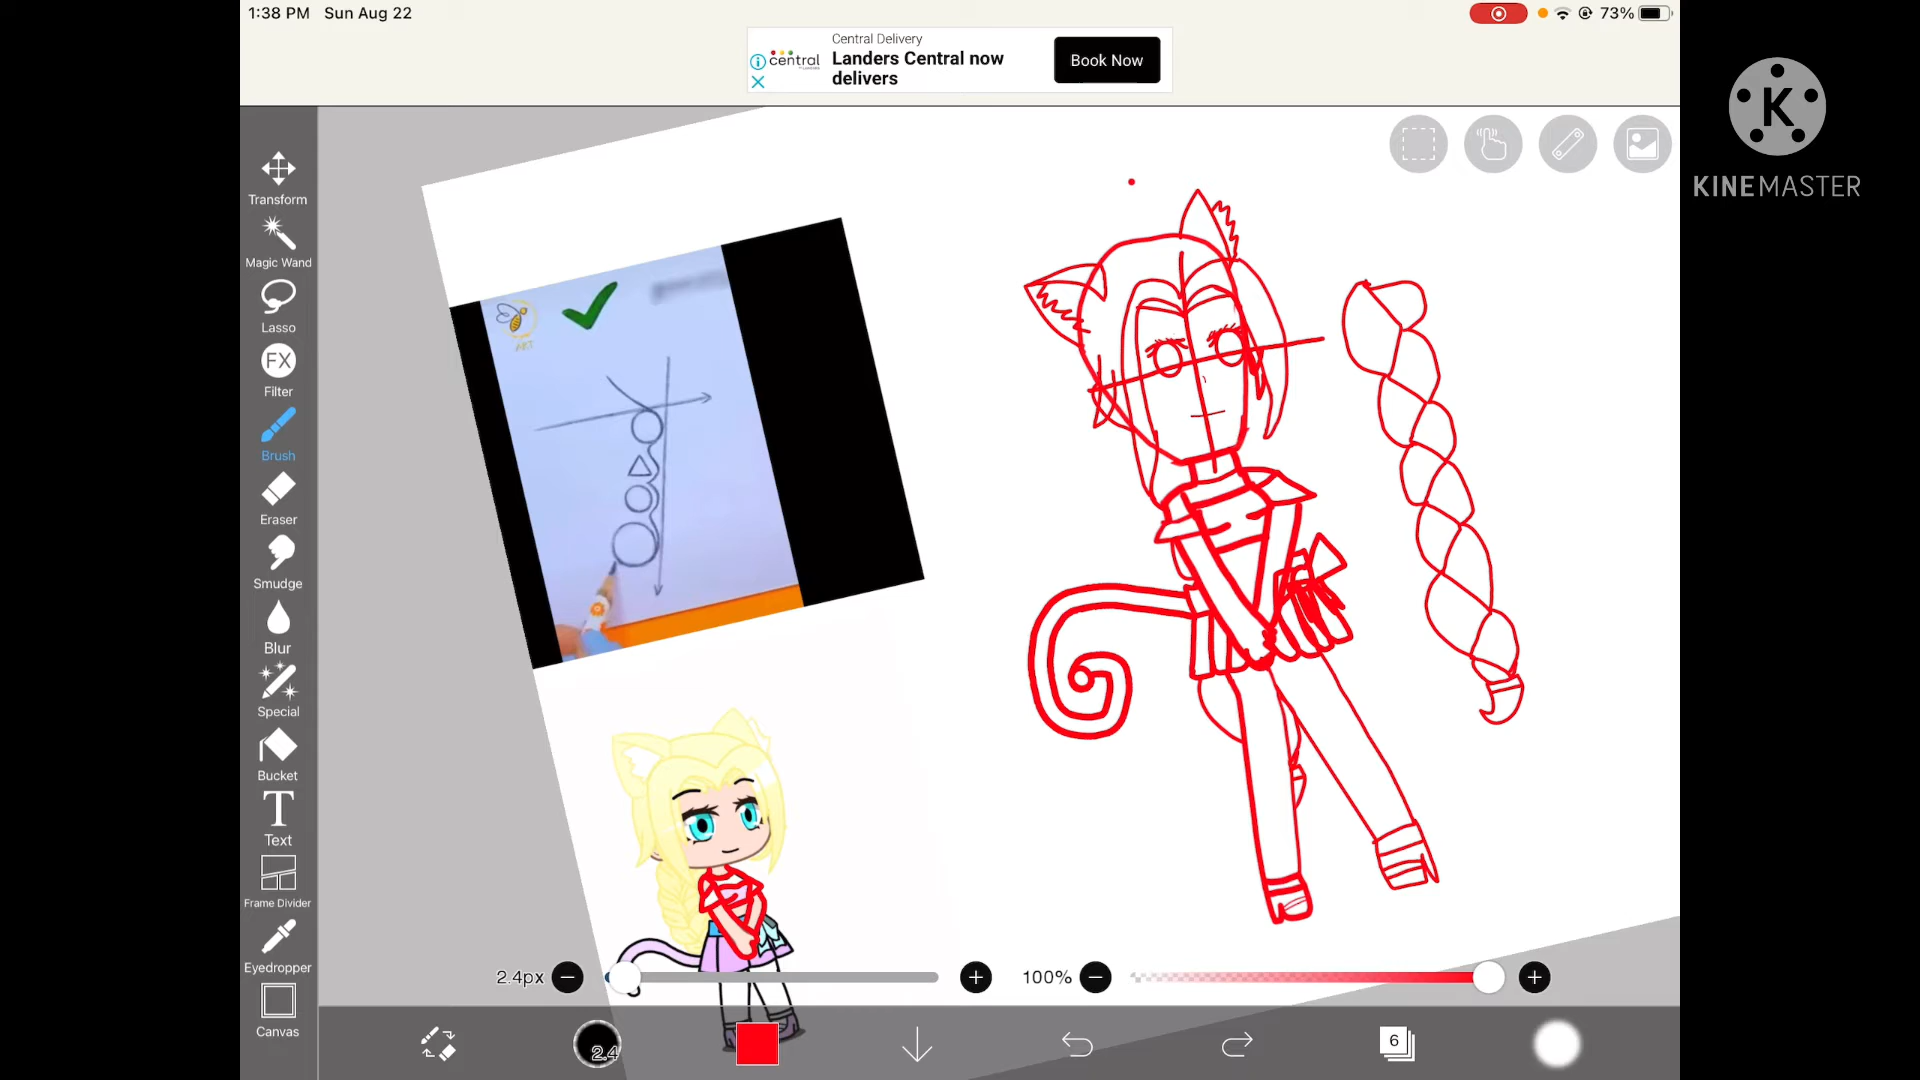 1:38 PM Sun Aug 22
73%
Central Delivery
central
Landers Central now
delivers
Book Now
K
KINEMASTER
Transform
Magic Wand
Lasso
FX
Filter
Brush
Eraser
Smudge
Blur
Special
Bucket
T
Text
Frame Divider
Eyedropper
Canvas
ART
2.4px
100%
2.4
6